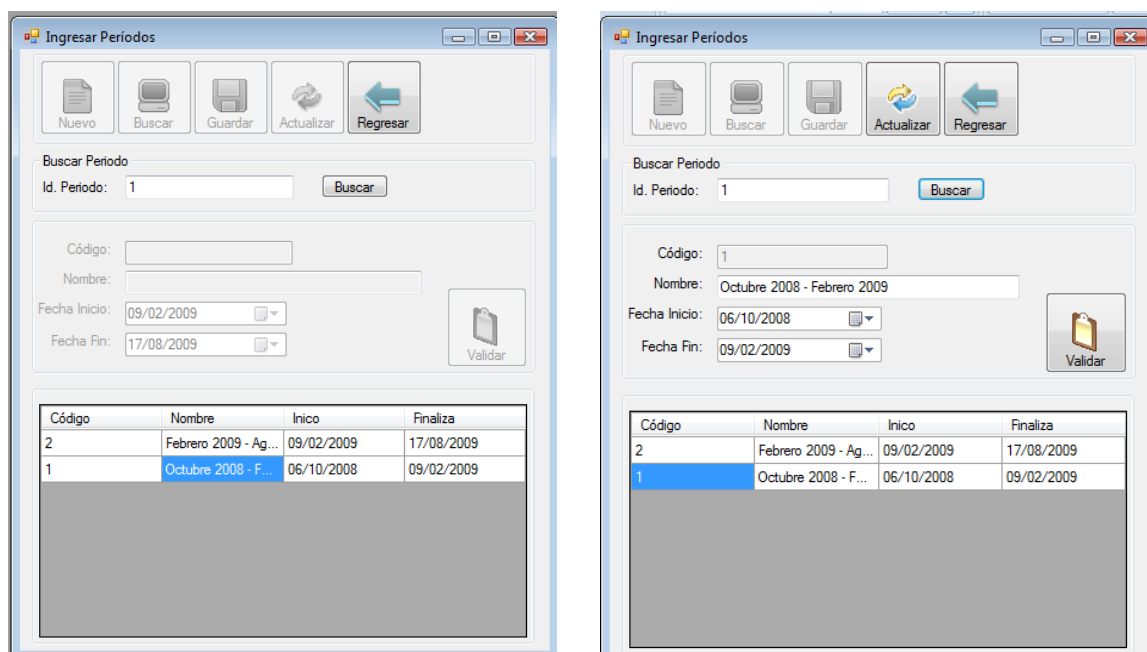 Ingresar Períodos
Nuevo Buscar Guardar Actualizar Regresar
Buscar Periodo
Id. Periodo: 1 Buscar
Código:
Nombre:
Fecha Inicio: 09/02/2009
Fecha Fin: 17/08/2009
Validar
Código Nombre Inico Finaliza
2 Febrero 2009 - Ag... 09/02/2009 17/08/2009
1 Octubre 2008 - F... 06/10/2008 09/02/2009
Ingresar Períodos
Nuevo Buscar Guardar Actualizar Regresar
Buscar Periodo
Id. Periodo: 1 Buscar
Código: 1
Nombre: Octubre 2008 - Febrero 2009
Fecha Inicio: 06/10/2008
Fecha Fin: 09/02/2009
Validar
Código Nombre Inico Finaliza
2 Febrero 2009 - Ag... 09/02/2009 17/08/2009
1 Octubre 2008 - F... 06/10/2008 09/02/2009